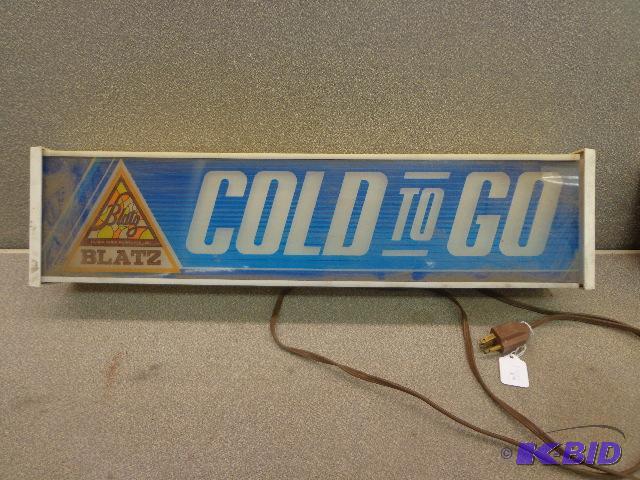 Blatz
BLATZ
COLD TO GO
© K-BID